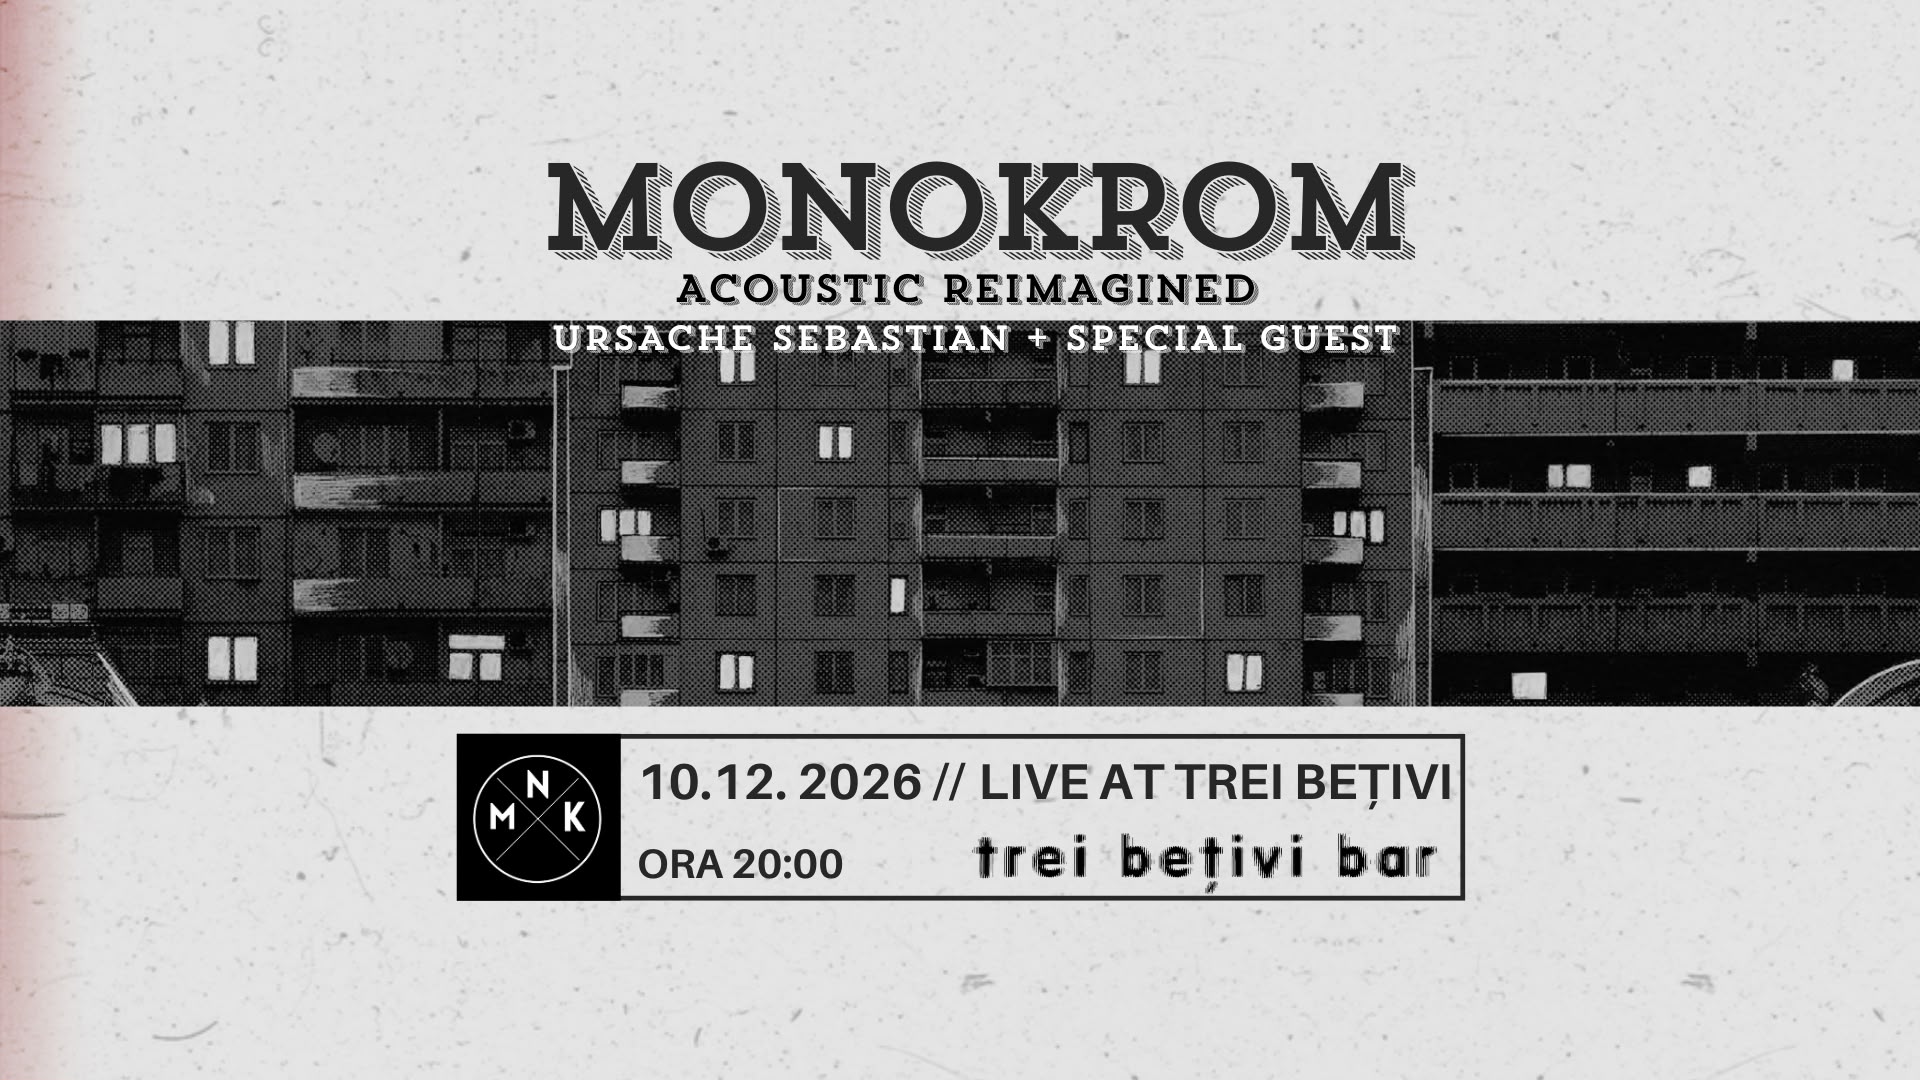 MONOKROM
ACOUSTIC REIMAGINED
URSACHE SEBASTIAN + SPECIAL GUEST
M N K
10.12. 2026 // LIVE AT TREI BEȚIVI
ORA 20:00
trei bețivi bar